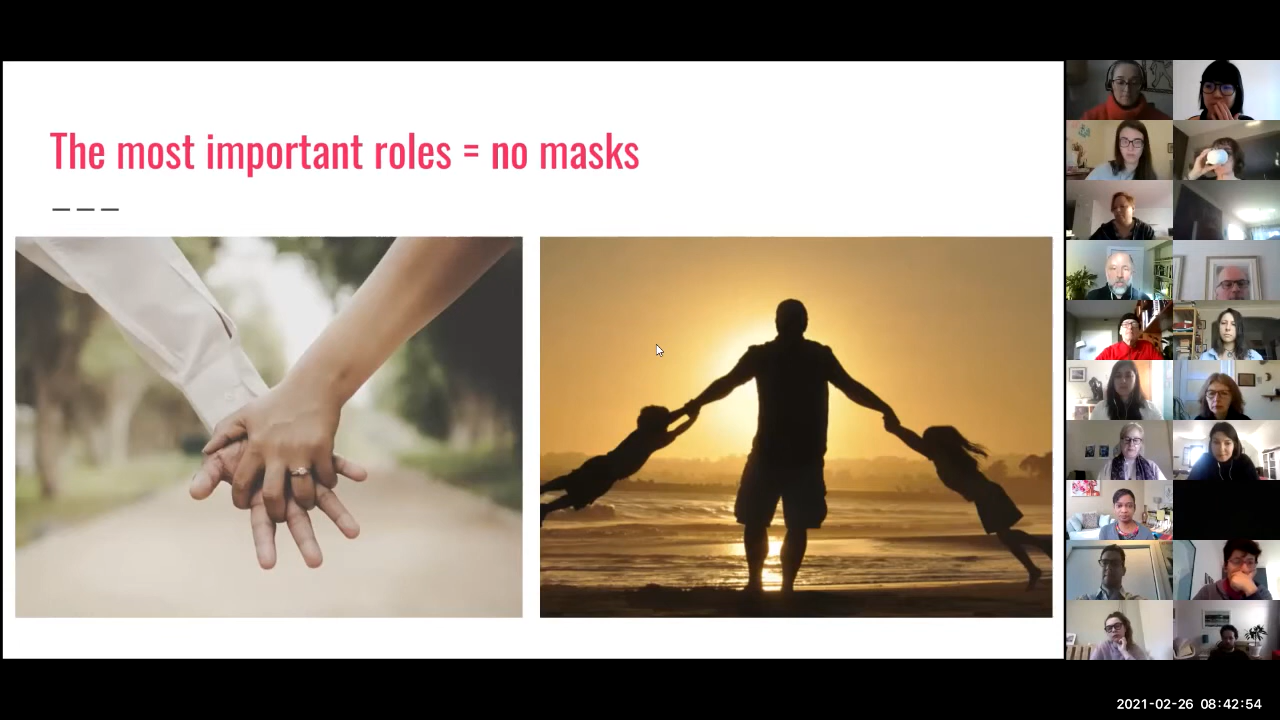 The most important roles = no masks
2021-02-26 08:42:54